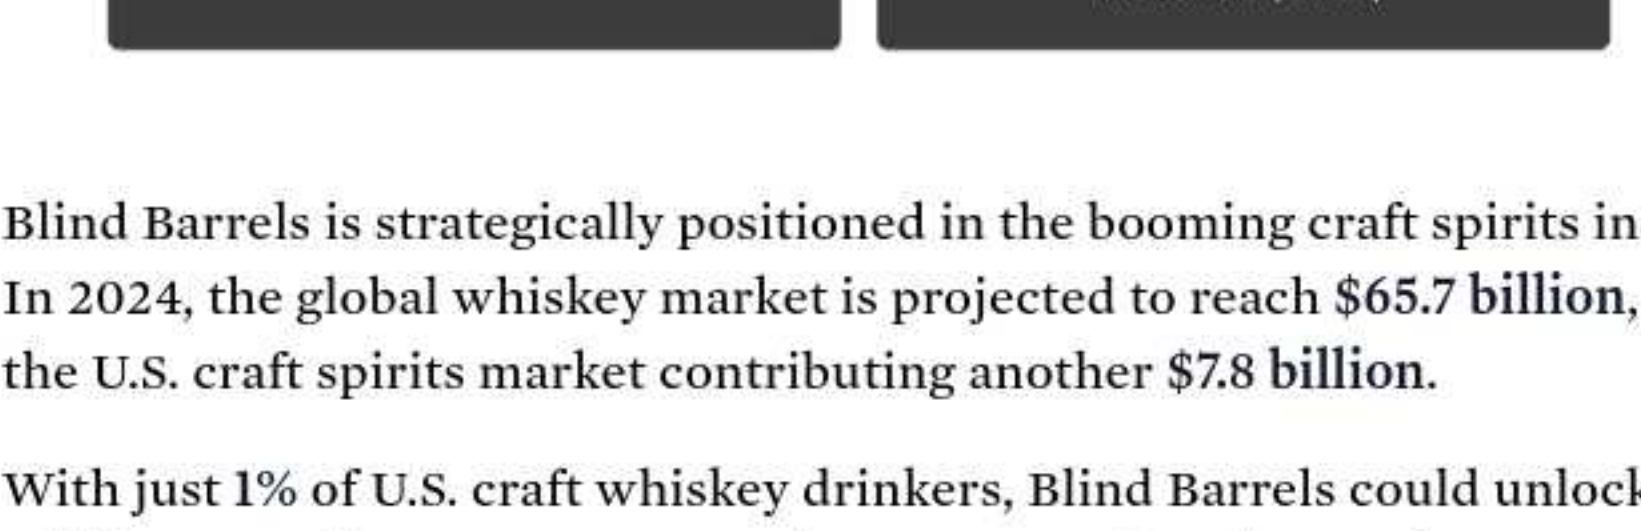 Blind Barrels is strategically positioned in the booming craft spirits in
In 2024, the global whiskey market is projected to reach $65.7 billion,
the U.S. craft spirits market contributing another $7.8 billion.
With just 1% of U.S. craft whiskey drinkers, Blind Barrels could unlock